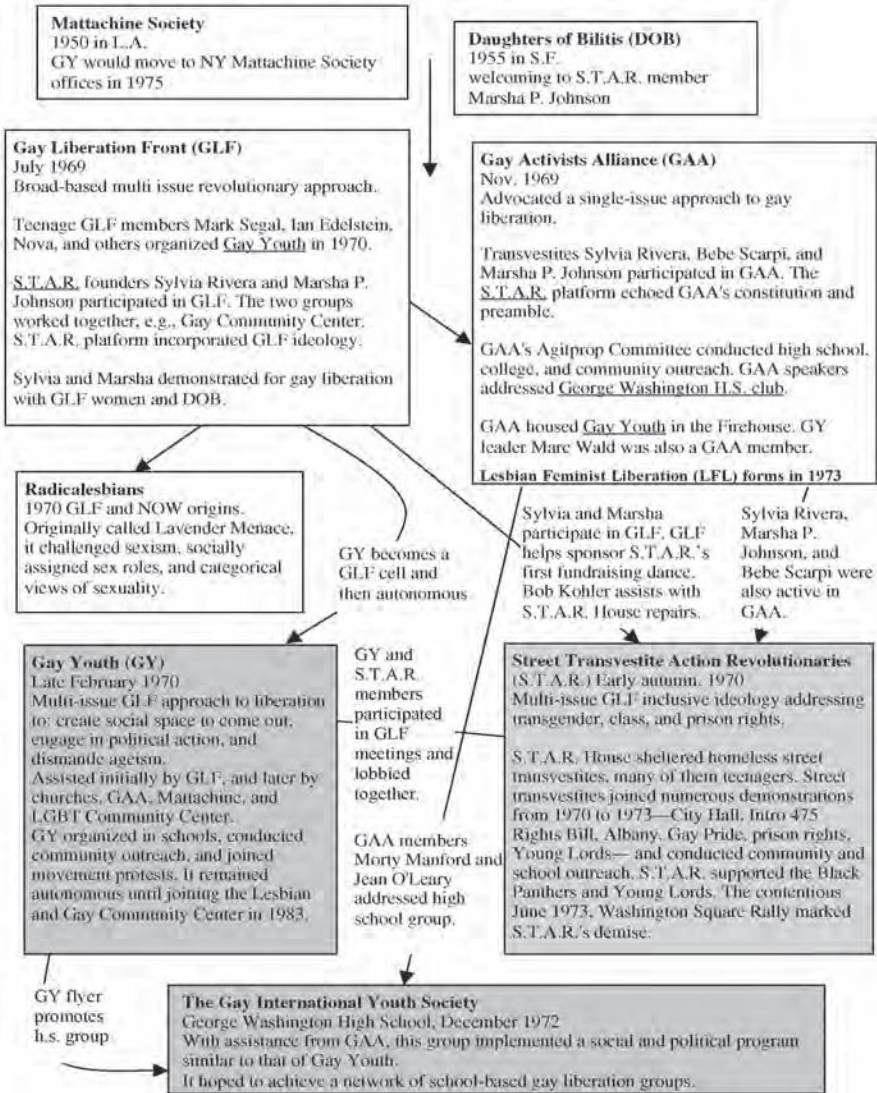 Mattachine Society
1950 in L.A.
GY would move to NY Mattachine Society
offices in 1975
Daughters of Bilitis (DOB)
1955 in S.F.
welcoming to S.T.A.R. member
Marsha P. Johnson
Gay Liberation Front (GLF)
July 1969
Broad-based multi issue revolutionary approach.
Teenage GLF members Mark Segal, Ian Edelstein,
Nova, and others organized Gay Youth in 1970.
S.T.A.R. founders Sylvia Rivera and Marsha P.
Johnson participated in GLF. The two groups
worked together, e.g., Gay Community Center.
S.T.A.R. platform incorporated GLF ideology.
Sylvia and Marsha demonstrated for gay liberation
with GLF women and DOB.
Gay Activists Alliance (GAA)
Nov. 1969
Advocated a single-issue approach to gay
liberation.
Transvestites Sylvia Rivera, Bebe Scarpi, and
Marsha P. Johnson participated in GAA. The
S.T.A.R. platform echoed GAA's constitution and
preamble.
GAA's Agitprop Committee conducted high school,
college, and community outreach. GAA speakers
addressed George Washington H.S. club.
GAA housed Gay Youth in the Firehouse. GY
leader Marc Wald was also a GAA member.
Lesbian Feminist Liberation (LFL) forms in 1973
Radicalesbians
1970 GLF and NOW origins.
Originally called Lavender Menace,
it challenged sexism, socially
assigned sex roles, and categorical
views of sexuality.
GY becomes a
GLF cell and
then autonomous
Sylvia and Marsha
participate in GLF. GLF
helps sponsor S.T.A.R.'s
first fundraising dance.
Bob Kohler assists with
S.T.A.R. House repairs.
Sylvia Rivera,
Marsha P.
Johnson, and
Bebe Scarpi were
also active in
GAA.
Gay Youth (GY)
Late February 1970
Multi-issue GLF approach to liberation
to: create social space to come out,
engage in political action, and
dismande ageism.
Assisted initially by GLF, and later by
churches, GAA, Mattachine, and
LGBT Community Center.
GY organized in schools, conducted
community outreach, and joined
movement protests. It remained
autonomous until joining the Lesbian
and Gay Community Center in 1983.
GY and
S.T.A.R.
members
participated
in GLF
meetings and
lobbied
together.
GAA members
Morty Manford and
Jean O'Leary
addressed high
school group.
Street Transvestite Action Revolutionaries
(S.T.A.R.) Early autumn, 1970
Multi-issue GLF inclusive ideology addressing
transgender, class, and prison rights.
S.T.A.R. House sheltered homeless street
transvestites, many of them teenagers. Street
transvestites joined numerous demonstrations
from 1970 to 1973—City Hall, Intro 475
Rights Bill, Albany, Gay Pride, prison rights,
Young Lords— and conducted community and
school outreach. S.T.A.R. supported the Black
Panthers and Young Lords. The contentious
June 1973, Washington Square Rally marked
S.T.A.R.'s demise.
GY flyer
promotes
h.s. group
The Gay International Youth Society
George Washington High School, December 1972
With assistance from GAA, this group implemented a social and political program
similar to that of Gay Youth.
It hoped to achieve a network of school-based gay liberation groups.